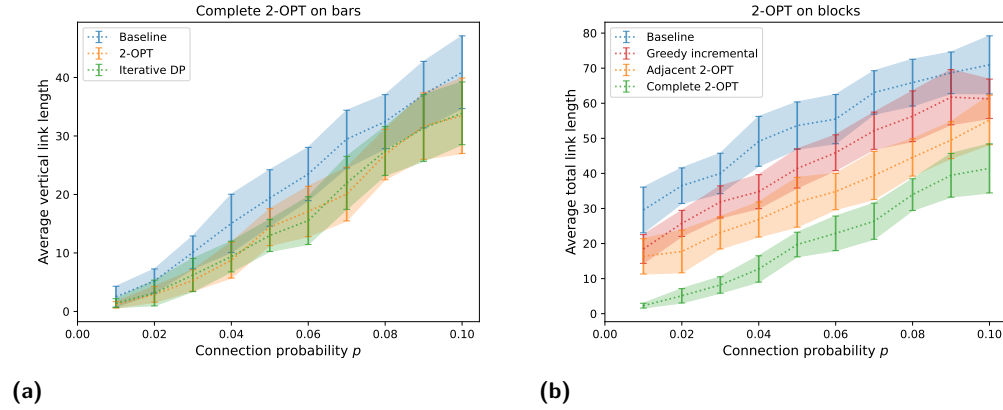 Complete 2-OPT on bars
Baseline
2-OPT
Iterative DP
Average vertical link length
40
30
20
10
0
0.00 0.02 0.04 0.06 0.08 0.10
Connection probability p
(a)
2-OPT on blocks
Baseline
Greedy incremental
Adjacent 2-OPT
Complete 2-OPT
Average total link length
80
70
60
50
40
30
20
10
0
0.00 0.02 0.04 0.06 0.08 0.10
Connection probability p
(b)